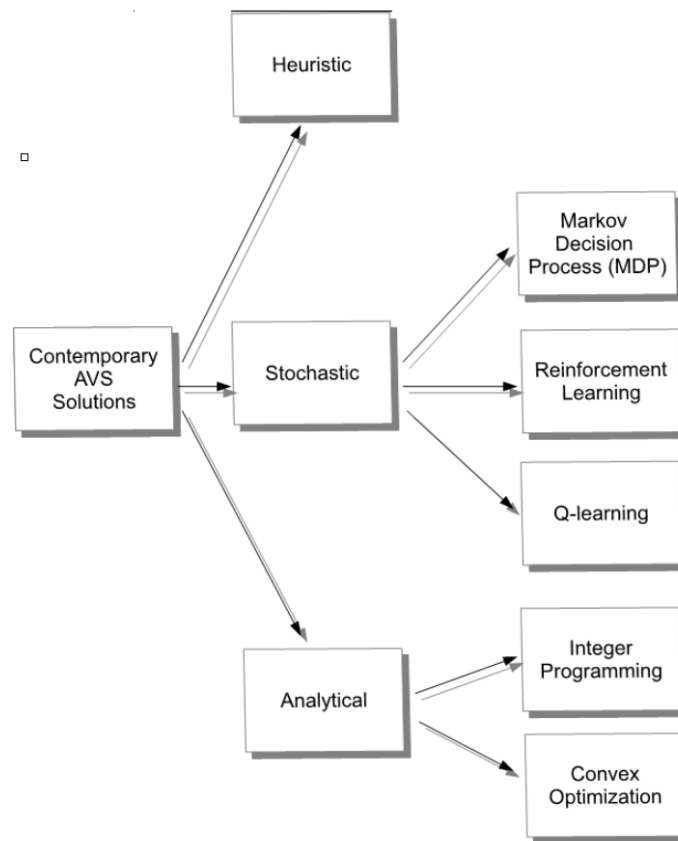 Heuristic
Markov
Decision
Process (MDP)
Contemporary
AVS
Solutions
Stochastic
Reinforcement
Learning
Q-learning
Analytical
Integer
Programming
Convex
Optimization